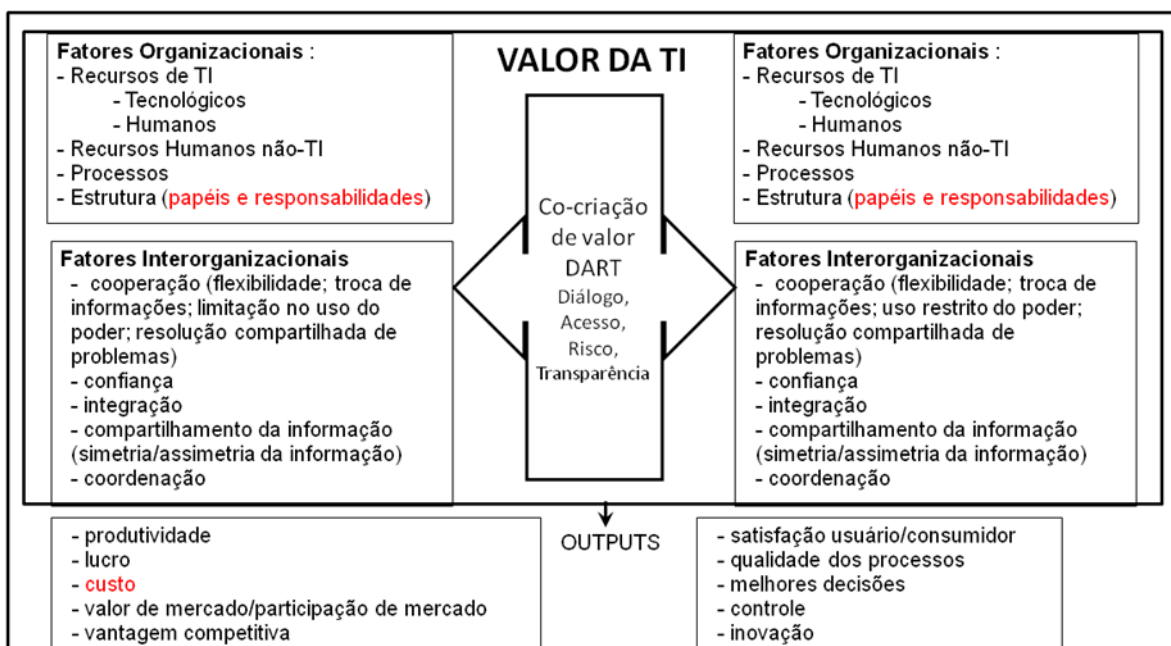 Fatores Organizacionais :
- Recursos de TI
- Tecnológicos
- Humanos
- Recursos Humanos não-TI
- Processos
- Estrutura (papéis e responsabilidades)
Fatores Interorganizacionais
- cooperação (flexibilidade; troca de
informações; limitação no uso do
poder; resolução compartilhada de
problemas)
- confiança
- integração
- compartilhamento da informação
(simetria/assimetria da informação)
- coordenação
VALOR DA TI
Co-criação
de valor
DART
Diálogo,
Acesso,
Risco,
Transparência
Fatores Organizacionais :
- Recursos de TI
- Tecnológicos
- Humanos
- Recursos Humanos não-TI
- Processos
- Estrutura (papéis e responsabilidades)
Fatores Interorganizacionais
- cooperação (flexibilidade; troca de
informações; uso restrito do poder;
resolução compartilhada de
problemas)
- confiança
- integração
- compartilhamento da informação
(simetria/assimetria da informação)
- coordenação
- produtividade
- lucro
- custo
- valor de mercado/participação de mercado
- vantagem competitiva
OUTPUTS
- satisfação usuário/consumidor
- qualidade dos processos
- melhores decisões
- controle
- inovação